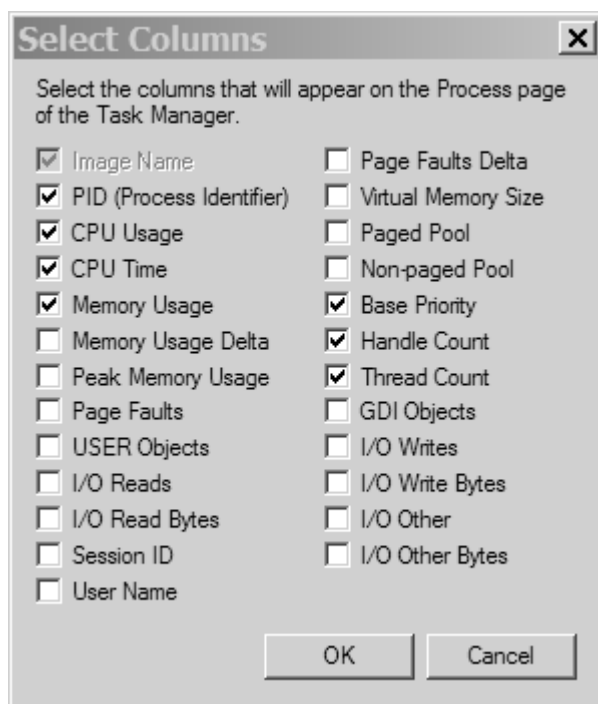 Select Columns
Select the columns that will appear on the Process page
of the Task Manager.
Image Name
PID (Process Identifier)
CPU Usage
CPU Time
Memory Usage
Memory Usage Delta
Peak Memory Usage
Page Faults
USER Objects
I/O Reads
I/O Read Bytes
Session ID
User Name
Page Faults Delta
Virtual Memory Size
Paged Pool
Non-paged Pool
Base Priority
Handle Count
Thread Count
GDI Objects
I/O Writes
I/O Write Bytes
I/O Other
I/O Other Bytes
OK
Cancel